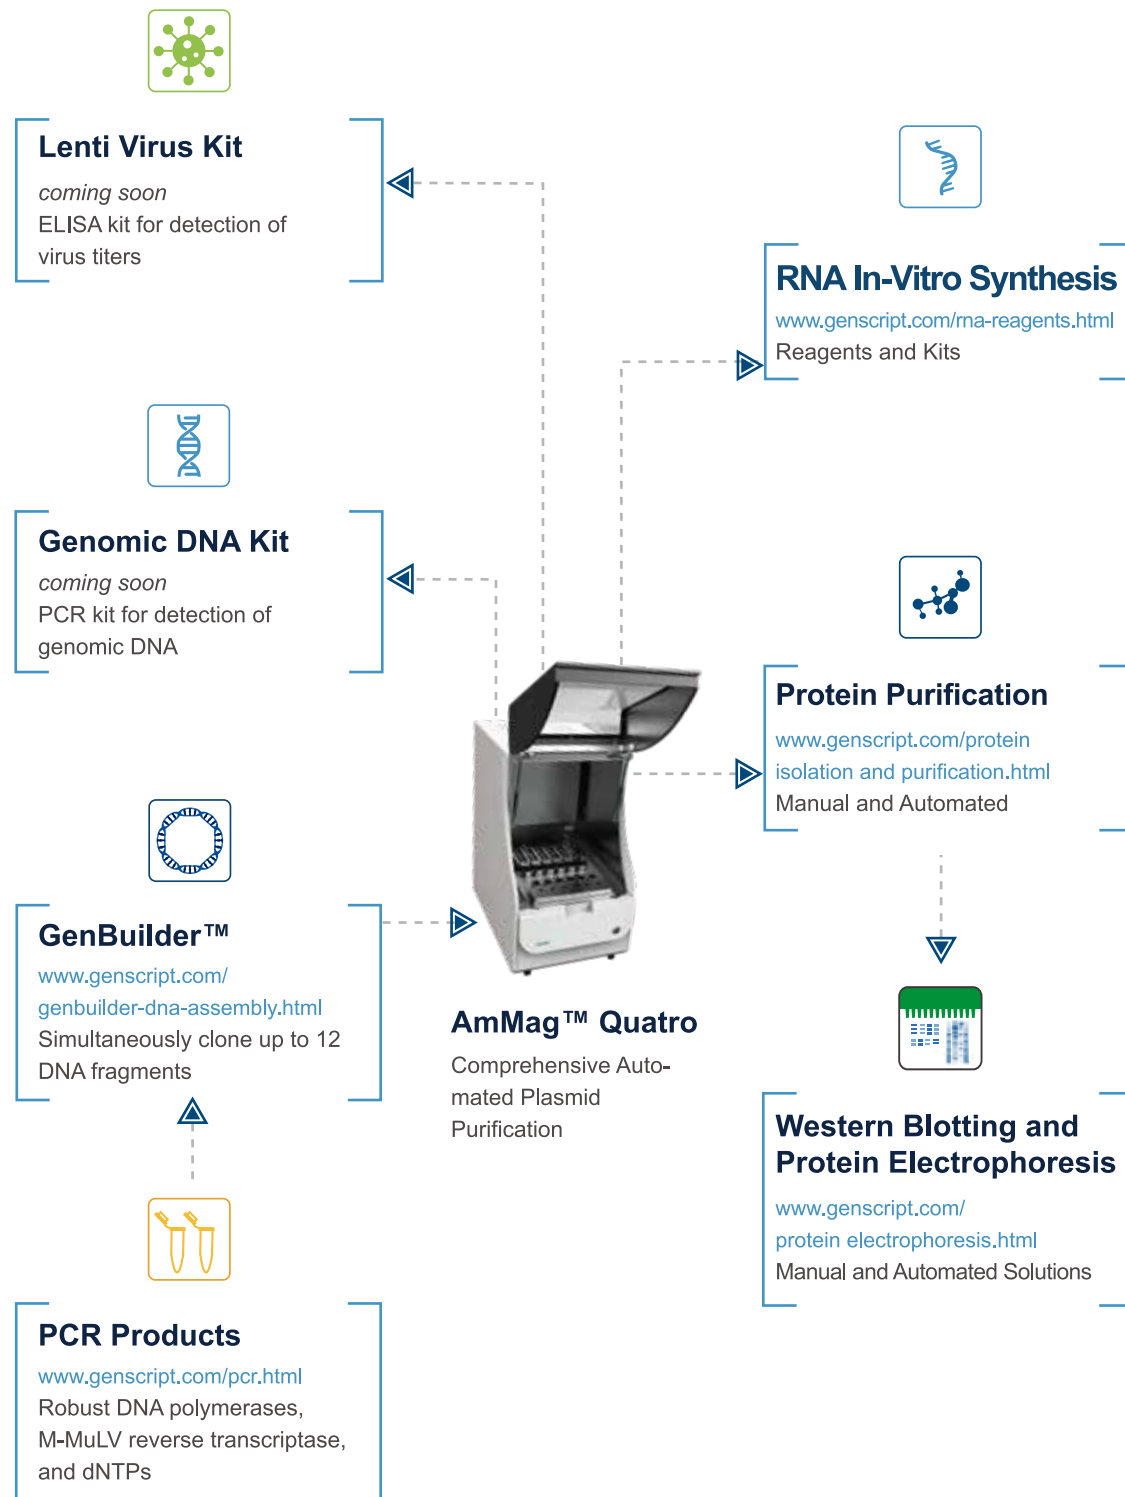 Lenti Virus Kit
coming soon
ELISA kit for detection of
virus titers
RNA In-Vitro Synthesis
www.genscript.com/rna-reagents.html
Reagents and Kits
Genomic DNA Kit
coming soon
PCR kit for detection of
genomic DNA
Protein Purification
www.genscript.com/protein
isolation and purification.html
Manual and Automated
GenBuilder™
www.genscript.com/
genbuilder-dna-assembly.html
Simultaneously clone up to 12
DNA fragments
AmMag™ Quatro
Comprehensive Auto-
mated Plasmid
Purification
Western Blotting and
Protein Electrophoresis
www.genscript.com/
protein electrophoresis.html
Manual and Automated Solutions
PCR Products
www.genscript.com/pcr.html
Robust DNA polymerases,
M-MuLV reverse transcriptase,
and dNTPs